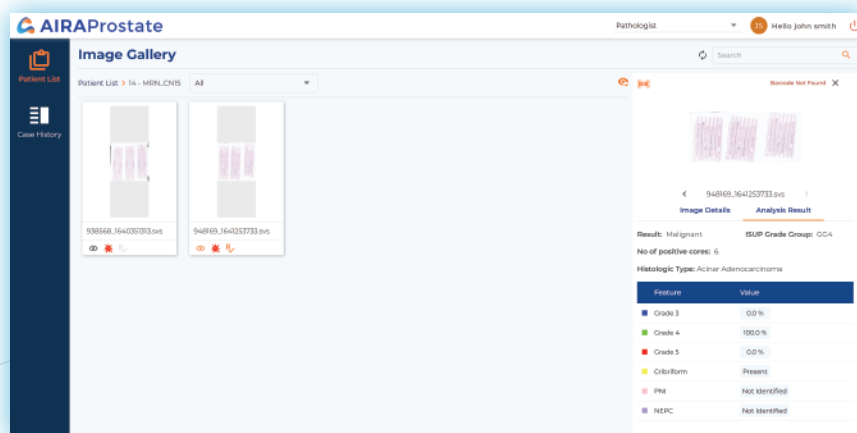 AIRAProstate
Pathologist
JS
Hello john smith
Patient List
Case History
Image Gallery
Search
Patient List > 14 - MRN_CN15
All
938568_1640351313.svs
948169_1641253733.svs
Barcode Not Found
948169_1641253733.svs
Image Details
Analysis Result
Result: Malignant
ISUP Grade Group: GG4
No of positive cores: 6
Histologic Type: Acinar Adenocarcinoma
Feature Value
Grade 3 0.0 %
Grade 4 100.0 %
Grade 5 0.0 %
Cribriform Present
PNI Not Identified
NEPC Not Identified